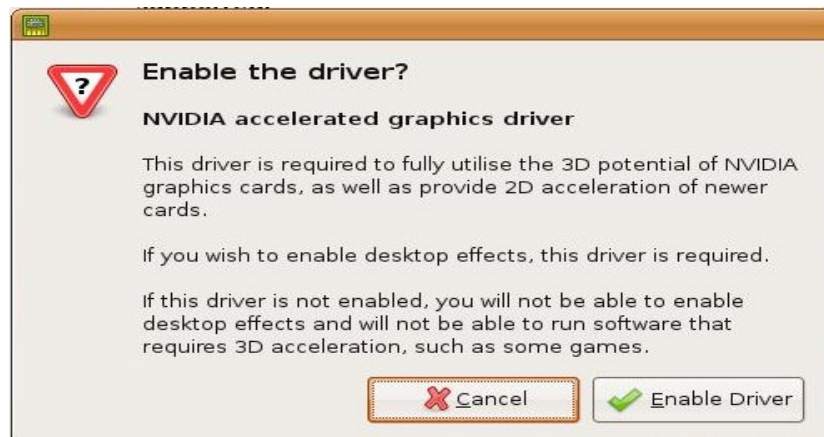 Enable the driver?
NVIDIA accelerated graphics driver
This driver is required to fully utilise the 3D potential of NVIDIA
graphics cards, as well as provide 2D acceleration of newer
cards.
If you wish to enable desktop effects, this driver is required.
If this driver is not enabled, you will not be able to enable
desktop effects and will not be able to run software that
requires 3D acceleration, such as some games.
Cancel
Enable Driver